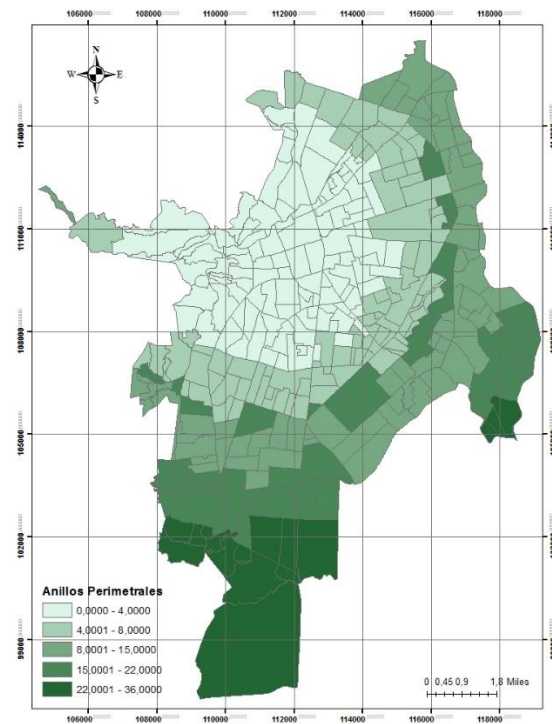 106000 108000 110000 112000 114000 116000 118000
N
W E
S
114000
111000 111000
108000
105000 105000
102000
99000
Anillos Perimetrales
0,0000 - 4,0000
4,0001 - 8,0000
8,0001 - 15,0000
15,0001 - 22,0000
22,0001 - 36,0000
0 0,45 0,9 1,8 Miles
106000 108000 110000 112000 114000 116000 118000